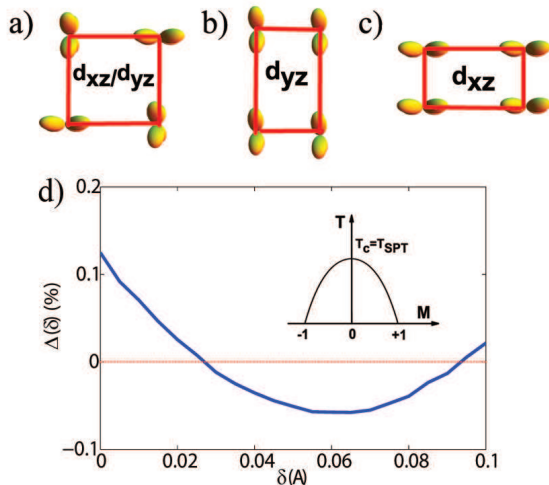 a)
b)
c)
dxz/dyz
dyz
dxz
d)
0.2
0.1
0
−0.1
Δ(δ) (%)
T
Tc=TSPT
M
-1
0
+1
0
0.02
0.04
0.06
0.08
0.1
δ(A)